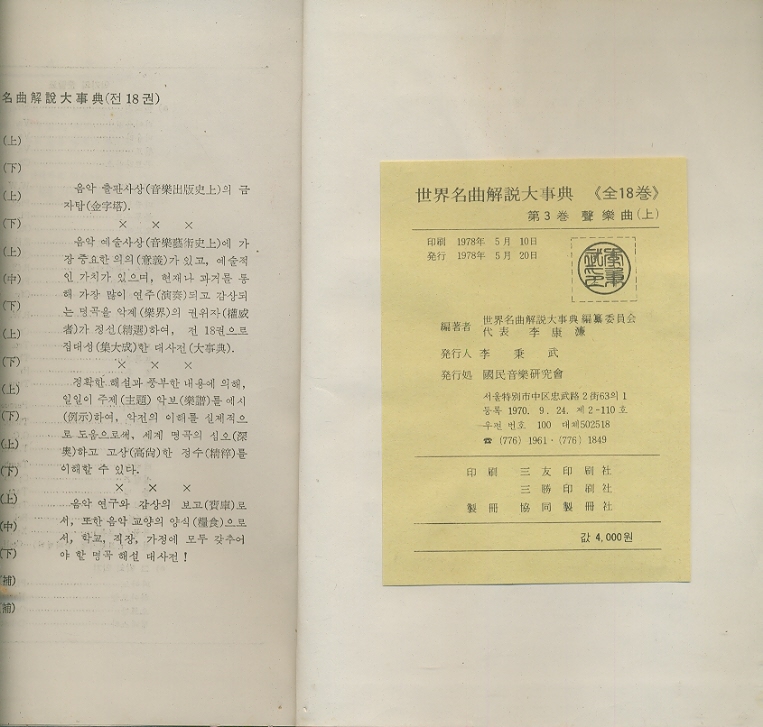 名曲解說大事典(전 18 권)
(上)
(下)
(上)
(下)
(上)
(中)
(下)
(上)
(下)
(上)
(下)
(上)
(下)
(上)
(中)
(下)
(補)
음악 출판사상(音樂出版史上)의 금
자탑(金字塔).
× × ×
음악 예술사상(音樂藝術史上)에 가
장 중요한 의의(意義)가 있고, 예술적
인 가치가 있으며, 현재나 과거를 통
해 가장 많이 연주(演奏)되고 감상되
는 명곡을 악계(樂界)의 권위자(權威
者)가 정선(精選)하여, 전 18권으로
집대성(集大成)한 대사전(大事典).
× × ×
정확한 해설과 풍부한 내용에 의해,
일일이 주제(主題) 악보(樂譜)를 예시
(例示)하여, 악전의 이해를 실제적으
로 도움으로써, 세계 명곡의 심오(深
奧)하고 고상(高尙)한 정수(精粹)를
이해할 수 있다.
× × ×
음악 연구와 감상의 보고(寶庫)로
서, 또한 음악 교양의 양식(糧食)으로
서, 학교, 직장, 가정에 모두 갖추어
야 할 명곡 해설 대사전!
世界名曲解説大事典 《全18巻》
第3巻 聲樂曲(上)
印刷 1978年 5月 10日
発行 1978年 5月 20日
編著者 世界名曲解說大事典 編纂委員会
代表 李康濂
発行人 李秉武
発行処 國民音樂研究會
서울特別市中区忠武路2街63의1
등록 1970. 9. 24. 제2-110호
우편 번호 100 대체502518
☎ (776) 1961·(776) 1849
印刷 三友印刷社
三勝印刷社
製冊 協同製冊社
값 4,000원